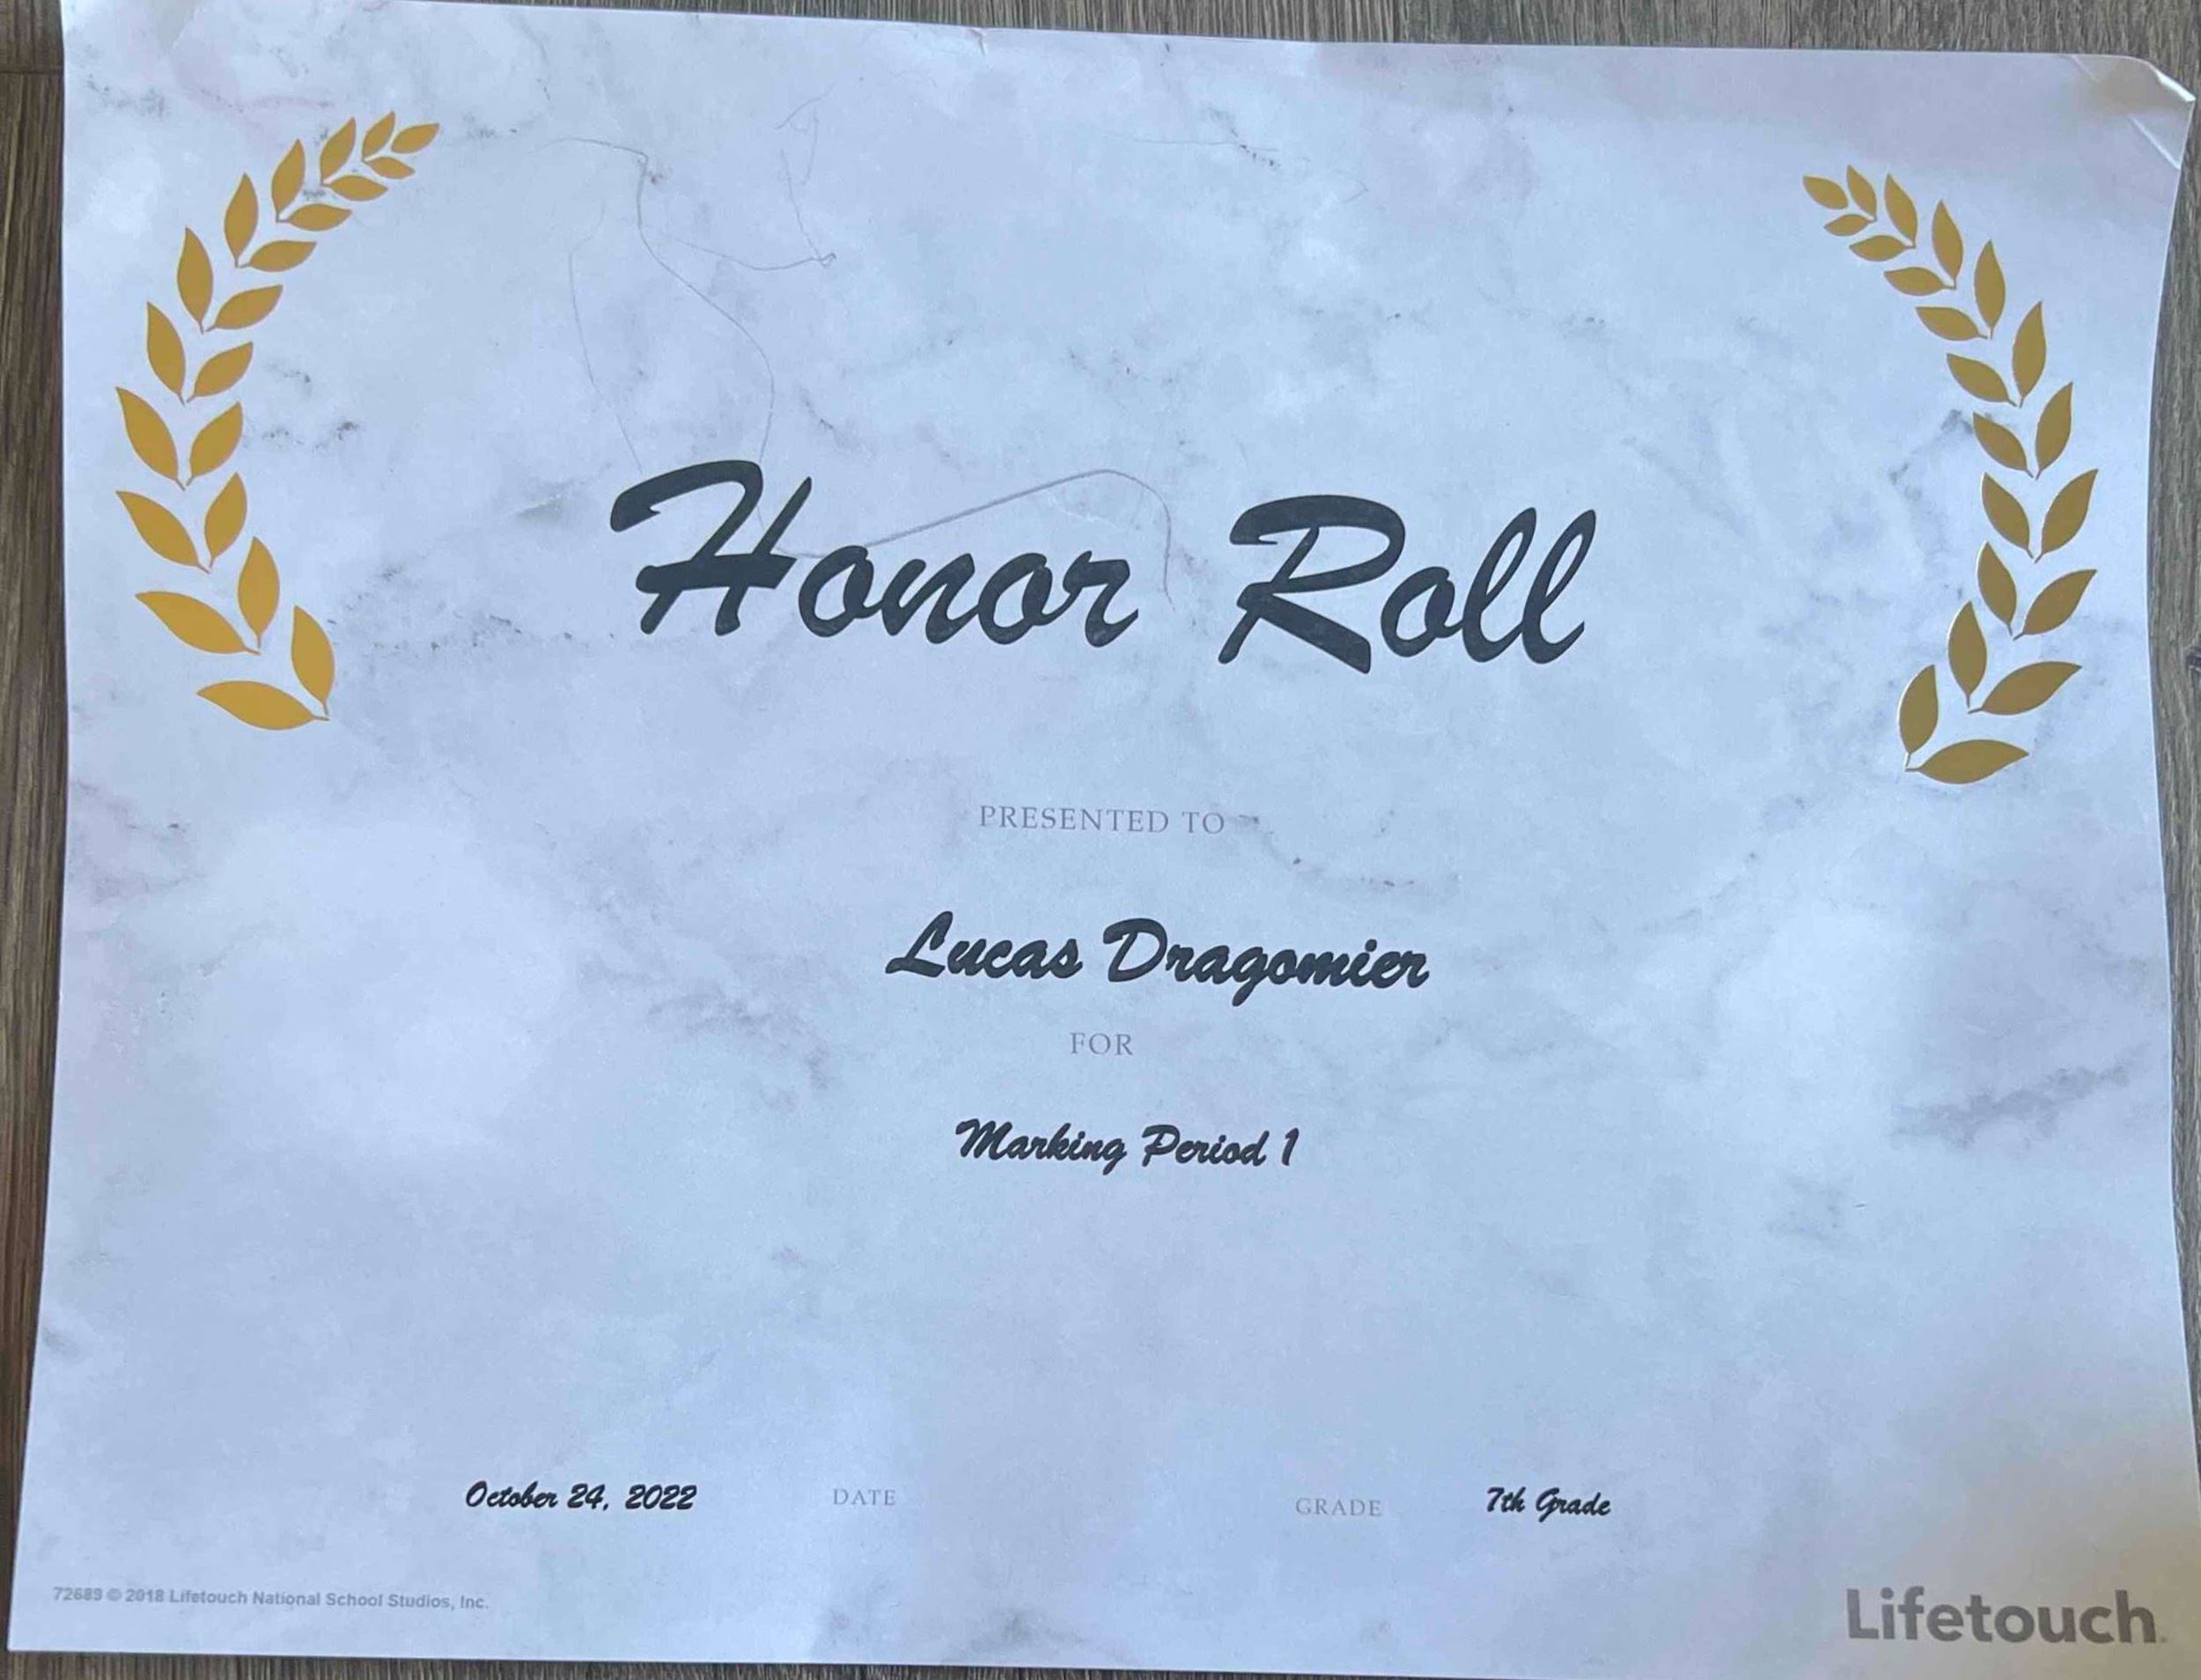 Honor Roll
PRESENTED TO
Lucas Dragomier
FOR
Marking Period 1
October 24, 2022 DATE GRADE 7th Grade
72689 © 2018 Lifetouch National School Studios, Inc.
Lifetouch.